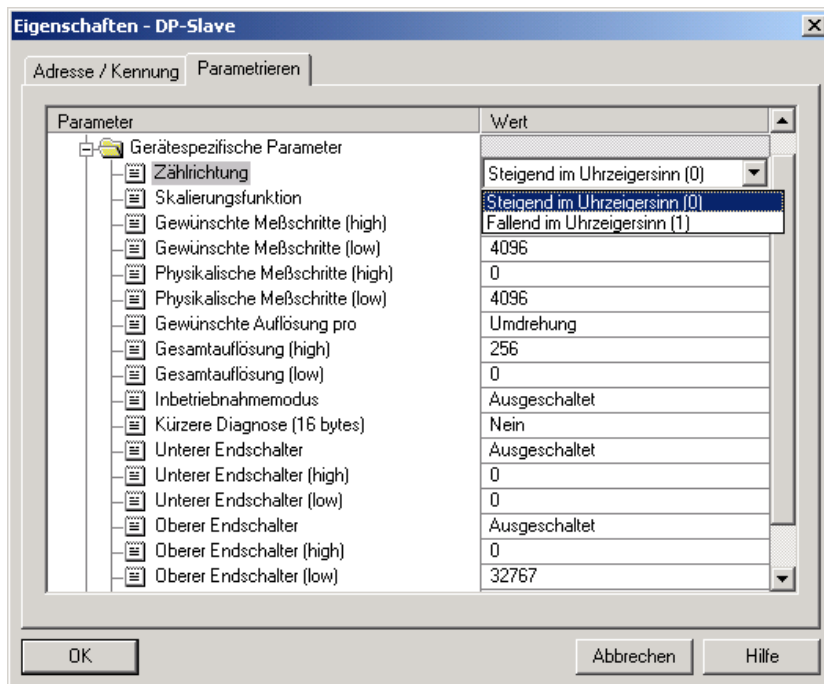 Eigenschaften - DP-Slave
Adresse / Kennung Parametrieren
Parameter Wert
Gerätespezifische Parameter
Zählrichtung Steigend im Uhrzeigersinn (0)
Skalierungsfunktion Steigend im Uhrzeigersinn (0)
Gewünschte Meßschritte (high) Fallend im Uhrzeigersinn (1)
Gewünschte Meßschritte (low) 4096
Physikalische Meßschritte (high) 0
Physikalische Meßschritte (low) 4096
Gewünschte Auflösung pro Umdrehung
Gesamtauflösung (high) 256
Gesamtauflösung (low) 0
Inbetriebnahmemodus Ausgeschaltet
Kürzere Diagnose (16 bytes) Nein
Unterer Endschalter Ausgeschaltet
Unterer Endschalter (high) 0
Unterer Endschalter (low) 0
Oberer Endschalter Ausgeschaltet
Oberer Endschalter (high) 0
Oberer Endschalter (low) 32767
OK Abbrechen Hilfe